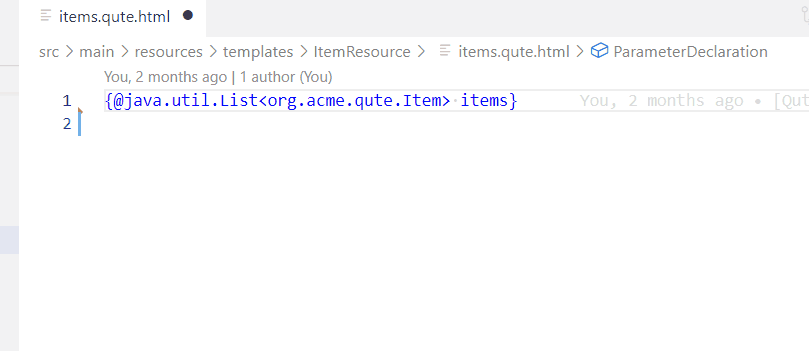 items.qute.html
src > main > resources > templates > ItemResource > items.qute.html > ParameterDeclaration
You, 2 months ago | 1 author (You)
1 {@java.util.List<org.acme.qute.Item> items} You, 2 months ago • [Qut
2